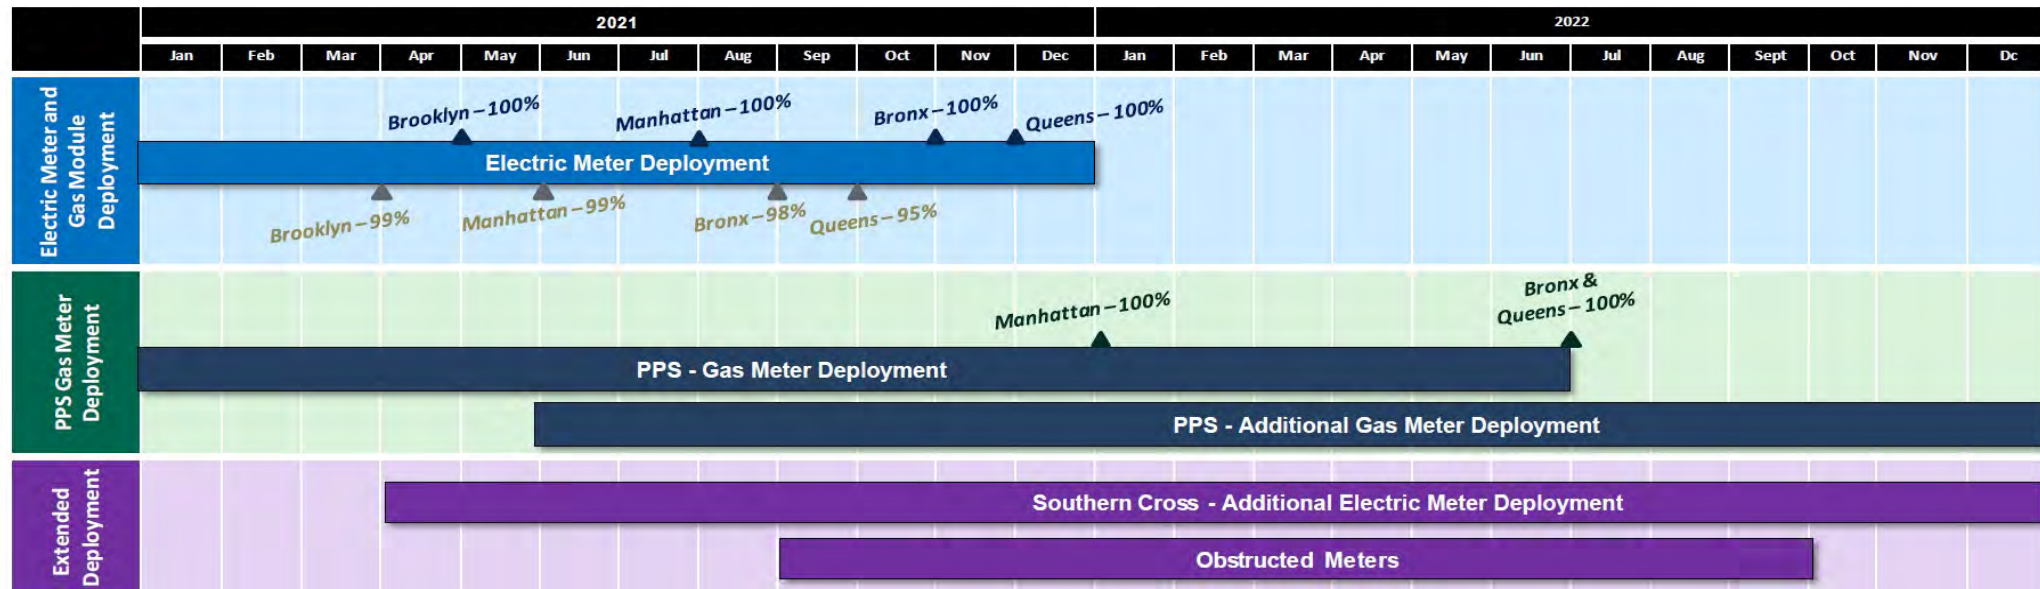 2021
2022
Jan Feb Mar Apr May Jun Jul Aug Sep Oct Nov Dec Jan Feb Mar Apr May Jun Jul Aug Sept Oct Nov Dc
Electric Meter and
Gas Module
Deployment
Brooklyn – 100%
Manhattan – 100%
Bronx – 100%
Queens – 100%
Electric Meter Deployment
Brooklyn – 99%
Manhattan – 99%
Bronx – 98%
Queens – 95%
PPS Gas Meter
Deployment
Manhattan – 100%
Bronx &
Queens – 100%
PPS - Gas Meter Deployment
PPS - Additional Gas Meter Deployment
Extended
Deployment
Southern Cross - Additional Electric Meter Deployment
Obstructed Meters